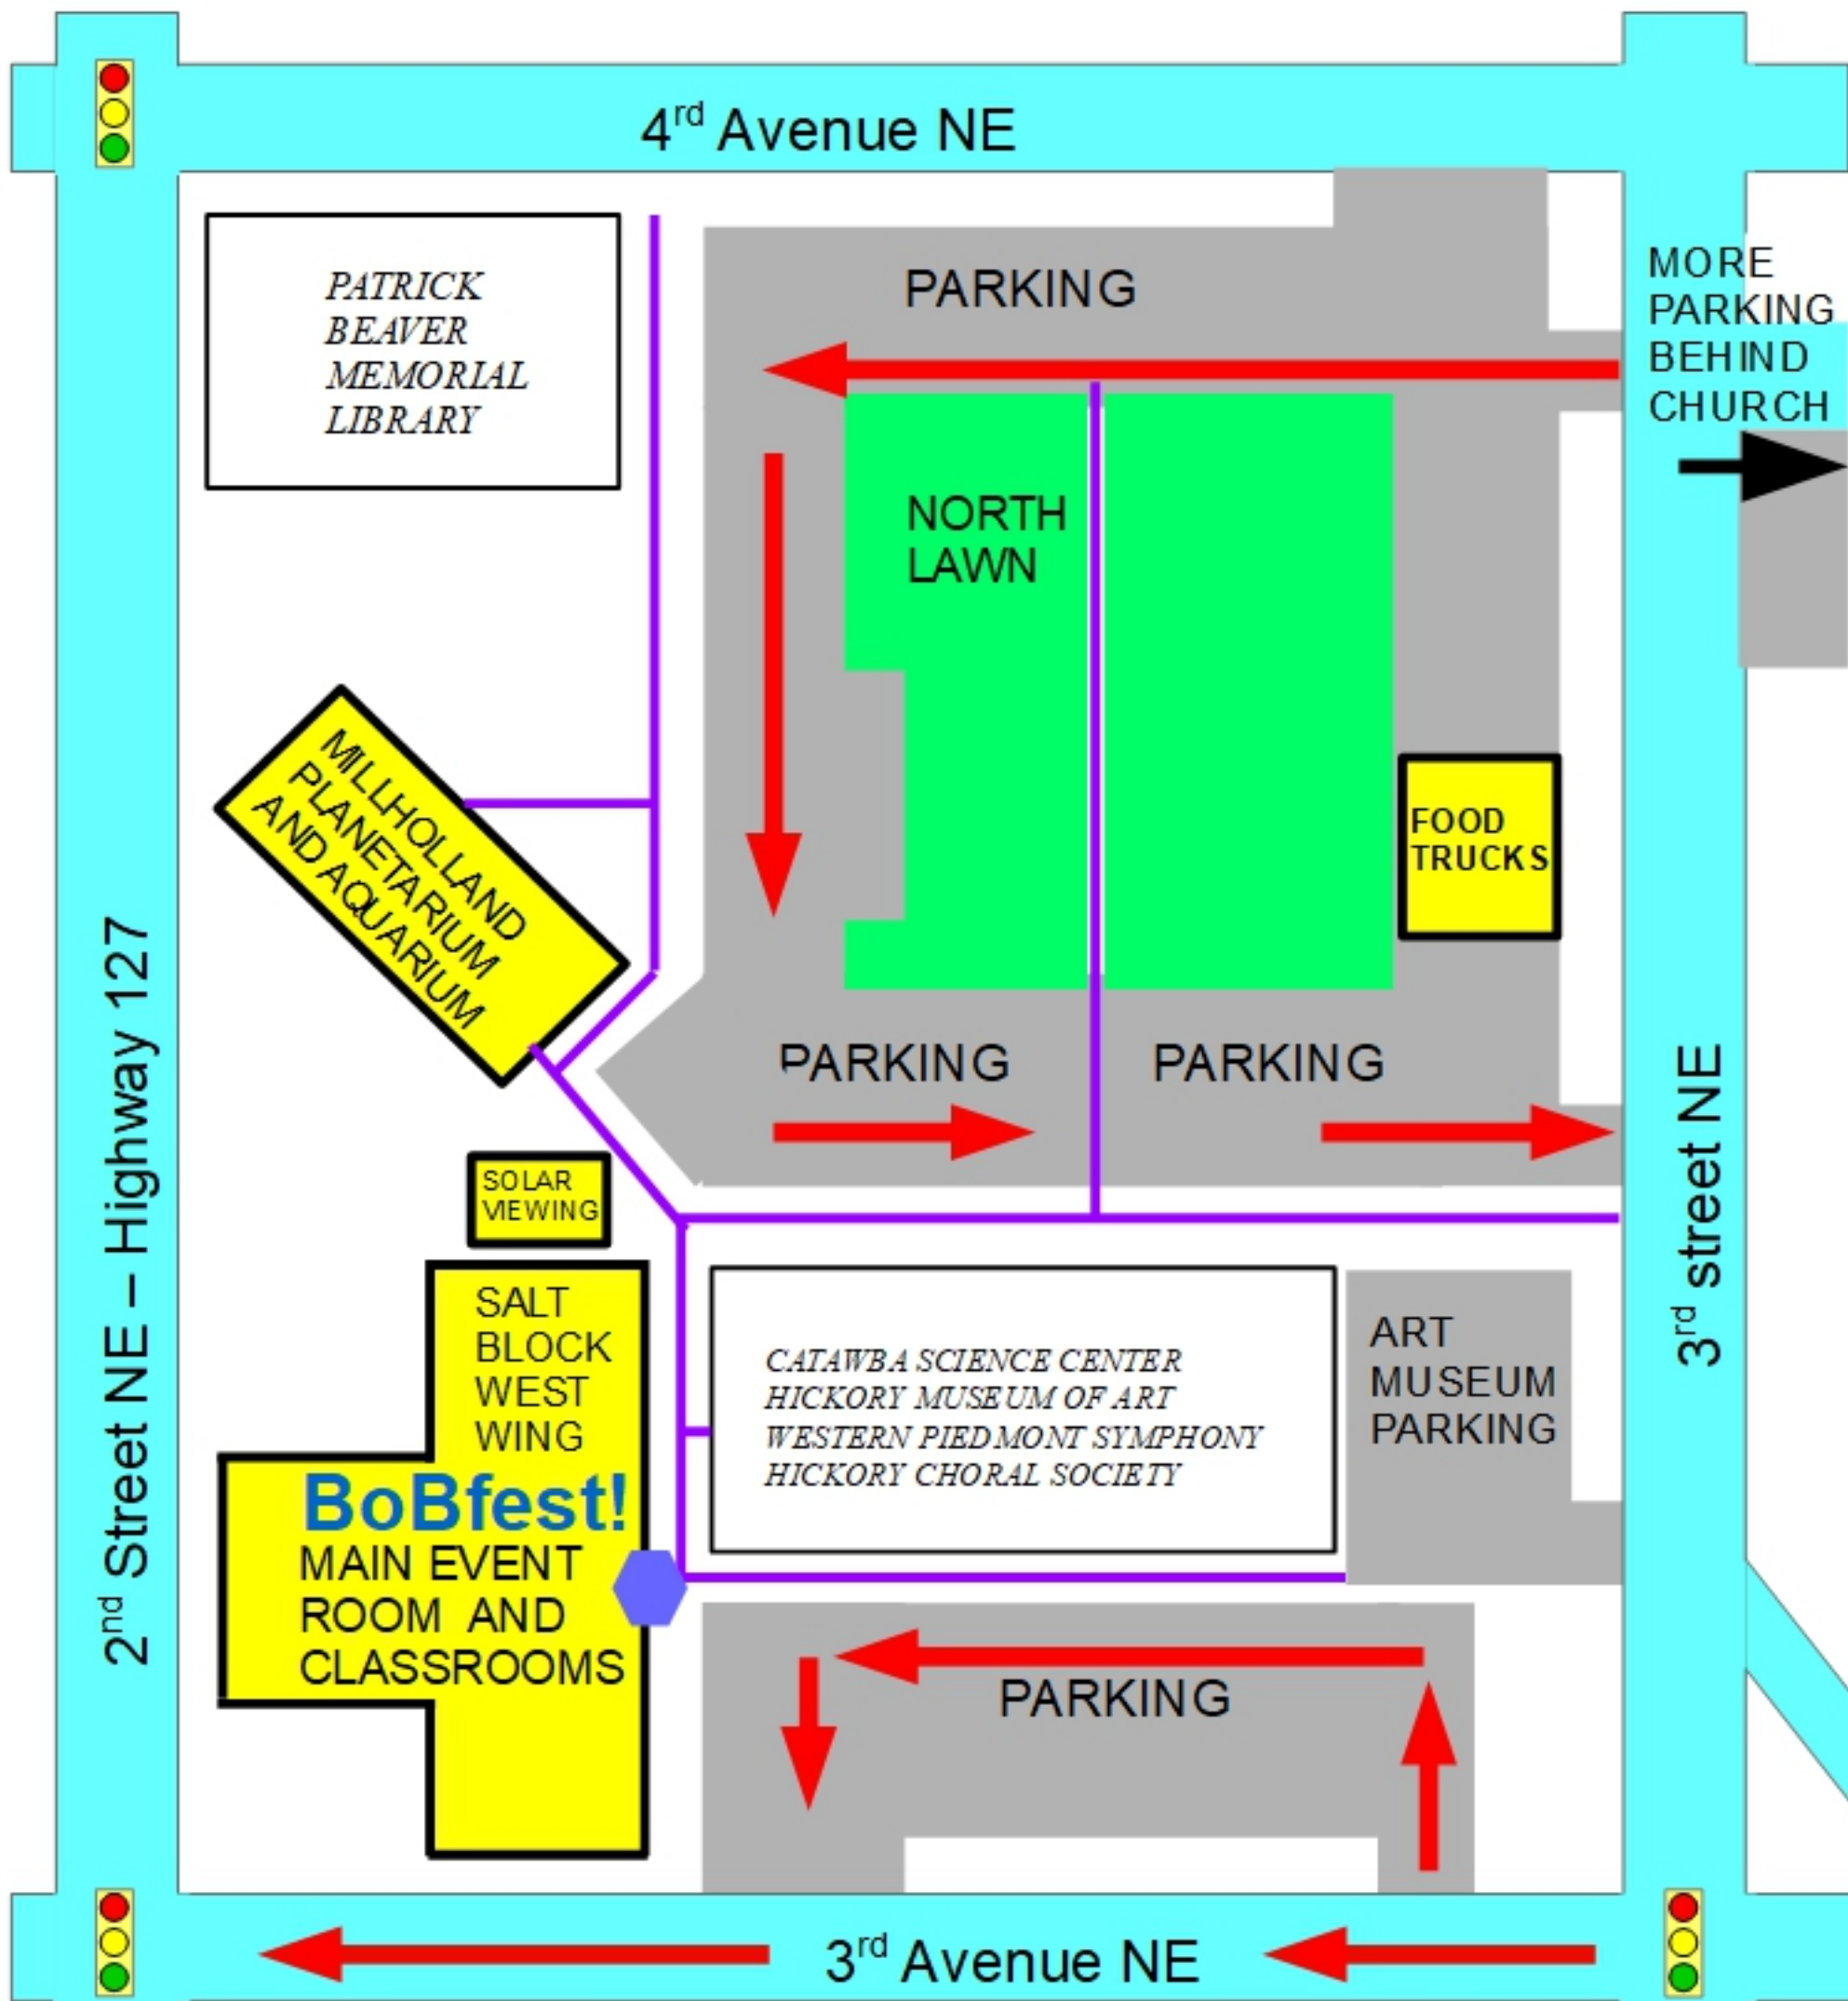 4rd Avenue NE
PATRICK
BEAVER
MEMORIAL
LIBRARY
PARKING
MORE
PARKING
BEHIND
CHURCH
NORTH
LAWN
MILLHOLLAND
PLANETARIUM
AND AQUARIUM
FOOD
TRUCKS
2nd Street NE – Highway 127
PARKING
PARKING
3rd street NE
SOLAR
VIEWING
SALT
BLOCK
WEST
WING
BoBfest!
MAIN EVENT
ROOM AND
CLASSROOMS
CATAWBA SCIENCE CENTER
HICKORY MUSEUM OF ART
WESTERN PIEDMONT SYMPHONY
HICKORY CHORAL SOCIETY
ART
MUSEUM
PARKING
PARKING
3rd Avenue NE